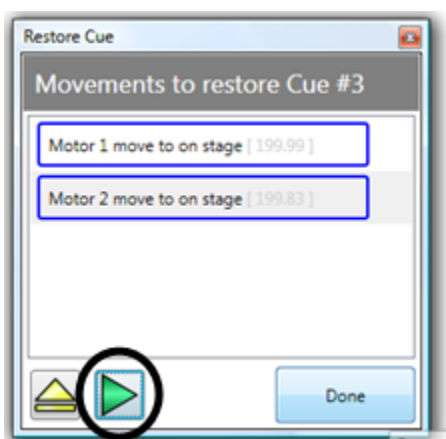 Restore Cue
Movements to restore Cue #3
Motor 1 move to on stage [ 199.99 ]
Motor 2 move to on stage [ 199.83 ]
Done